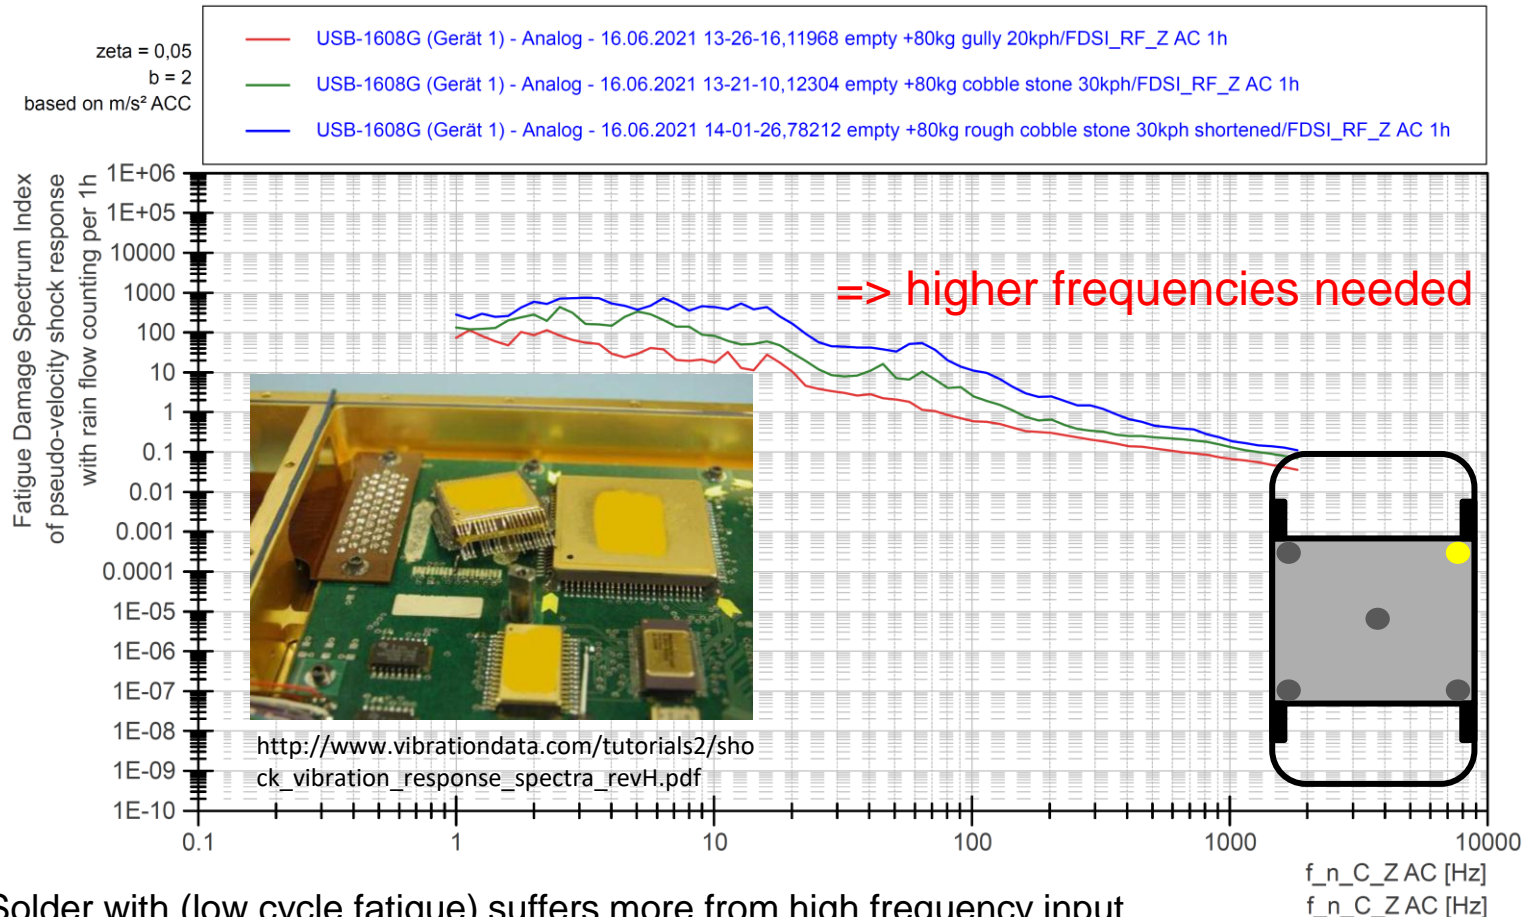 zeta = 0,05
b = 2
based on m/s² ACC
USB-1608G (Gerät 1) - Analog - 16.06.2021 13-26-16,11968 empty +80kg gully 20kph/FDSI_RF_Z AC 1h
USB-1608G (Gerät 1) - Analog - 16.06.2021 13-21-10,12304 empty +80kg cobble stone 30kph/FDSI_RF_Z AC 1h
USB-1608G (Gerät 1) - Analog - 16.06.2021 14-01-26,78212 empty +80kg rough cobble stone 30kph shortened/FDSI_RF_Z AC 1h
Fatigue Damage Spectrum Index
of pseudo-velocity shock response
with rain flow counting per 1h
1E+06
1E+05
10000
1000
100
10
1
0.1
0.01
0.001
0.0001
1E-05
1E-06
1E-07
1E-08
1E-09
1E-10
=> higher frequencies needed
http://www.vibrationdata.com/tutorials2/sho
ck_vibration_response_spectra_revH.pdf
0.1 1 10 100 1000 10000
f_n_C_Z AC [Hz]
f_n_C_Z AC [Hz]
Solder with (low cycle fatigue) suffers more from high frequency input